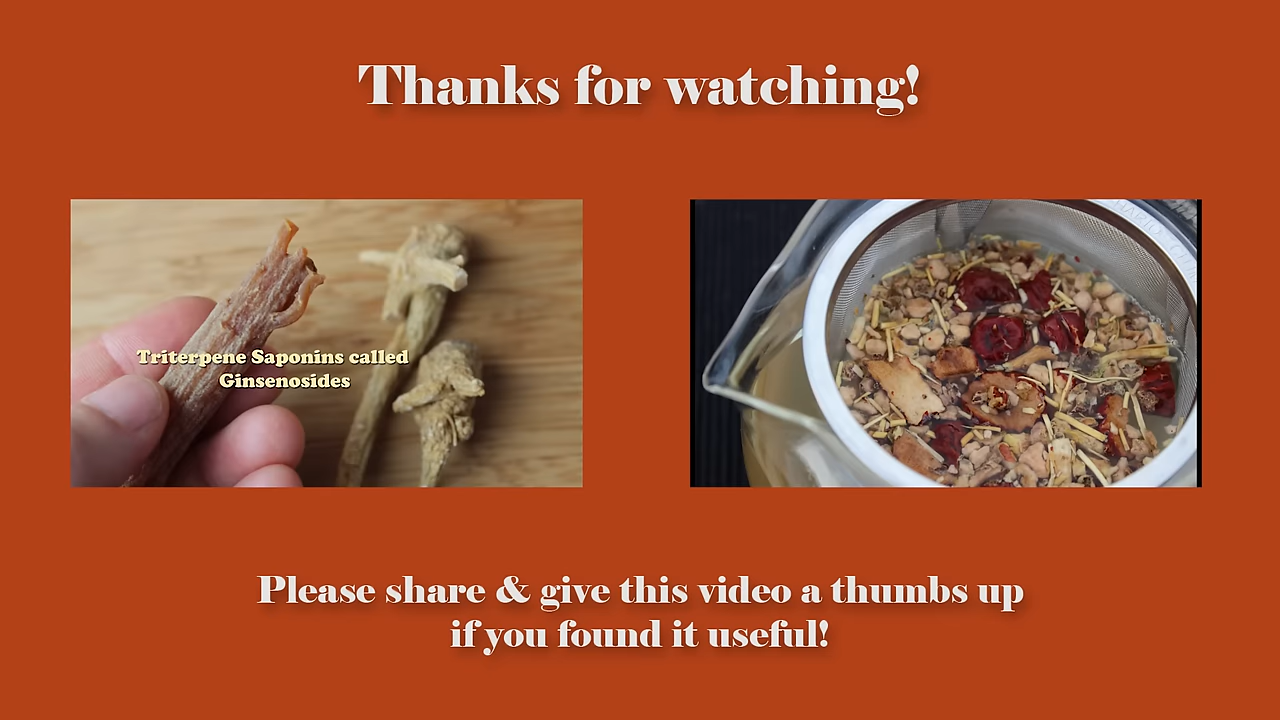 Thanks for watching!
Triterpene Saponins called
Ginsenosides
Please share & give this video a thumbs up
if you found it useful!